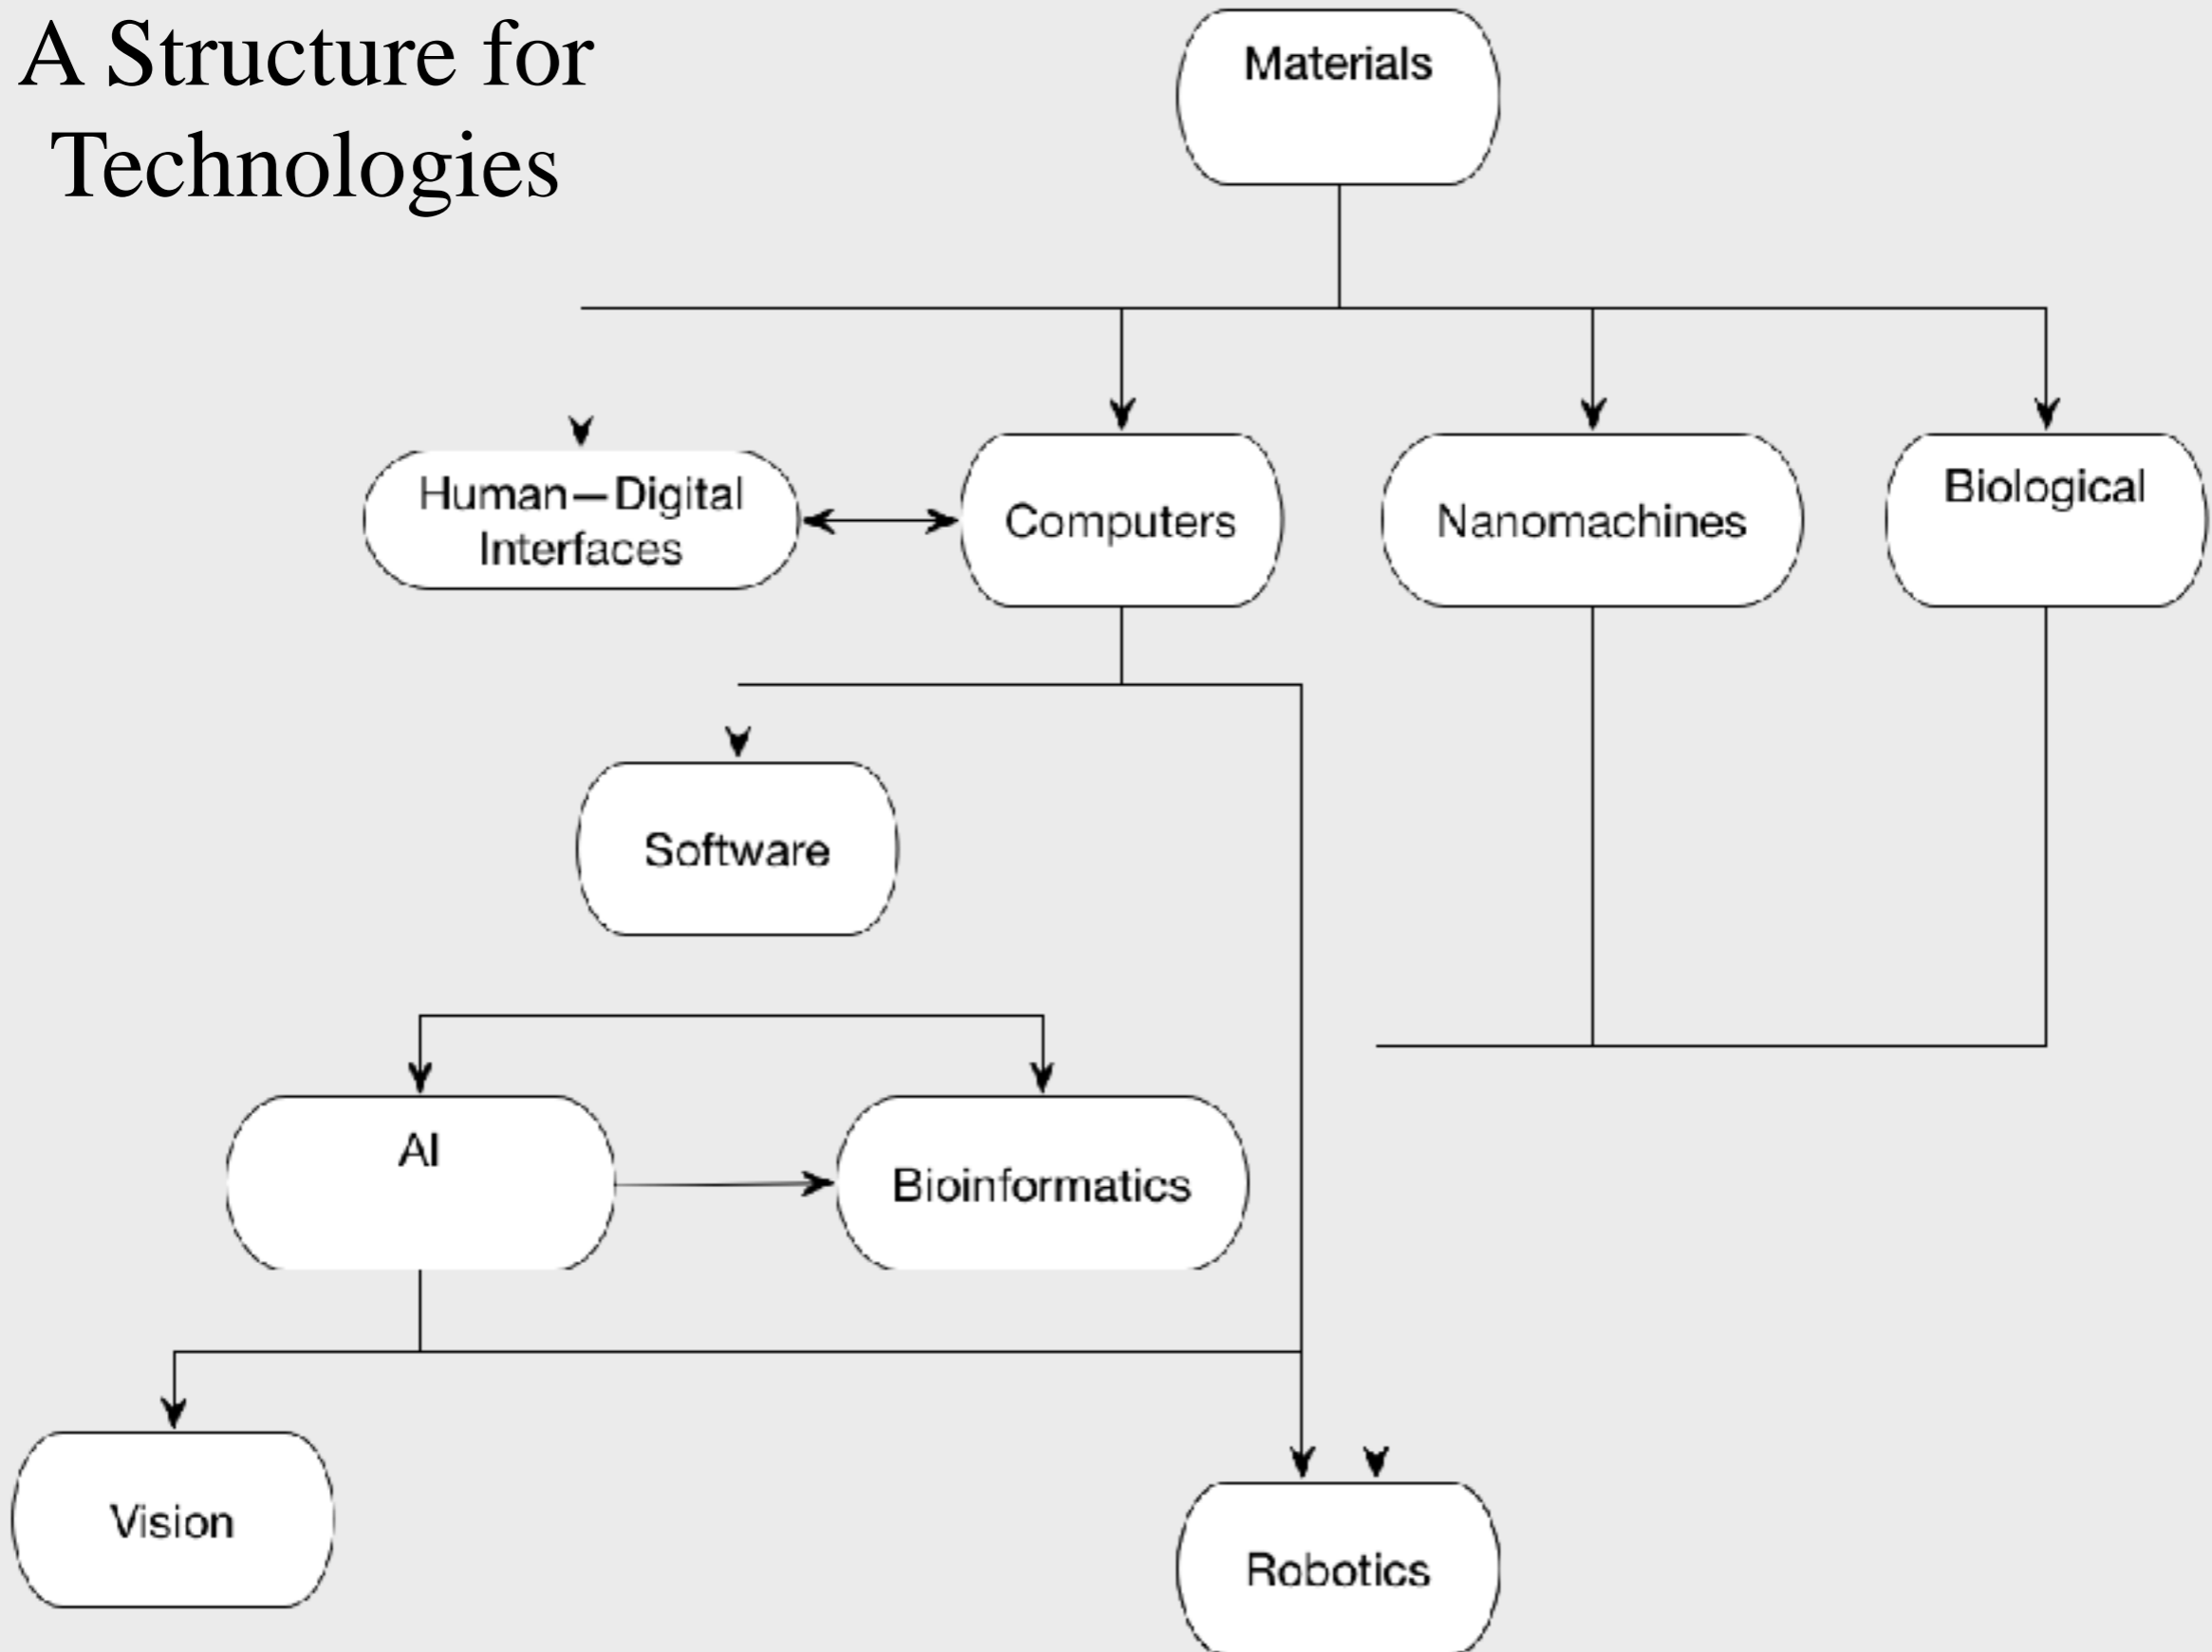 A Structure for
Technologies
Materials
Human—Digital
Interfaces
Computers
Nanomachines
Biological
Software
AI
Bioinformatics
Vision
Robotics